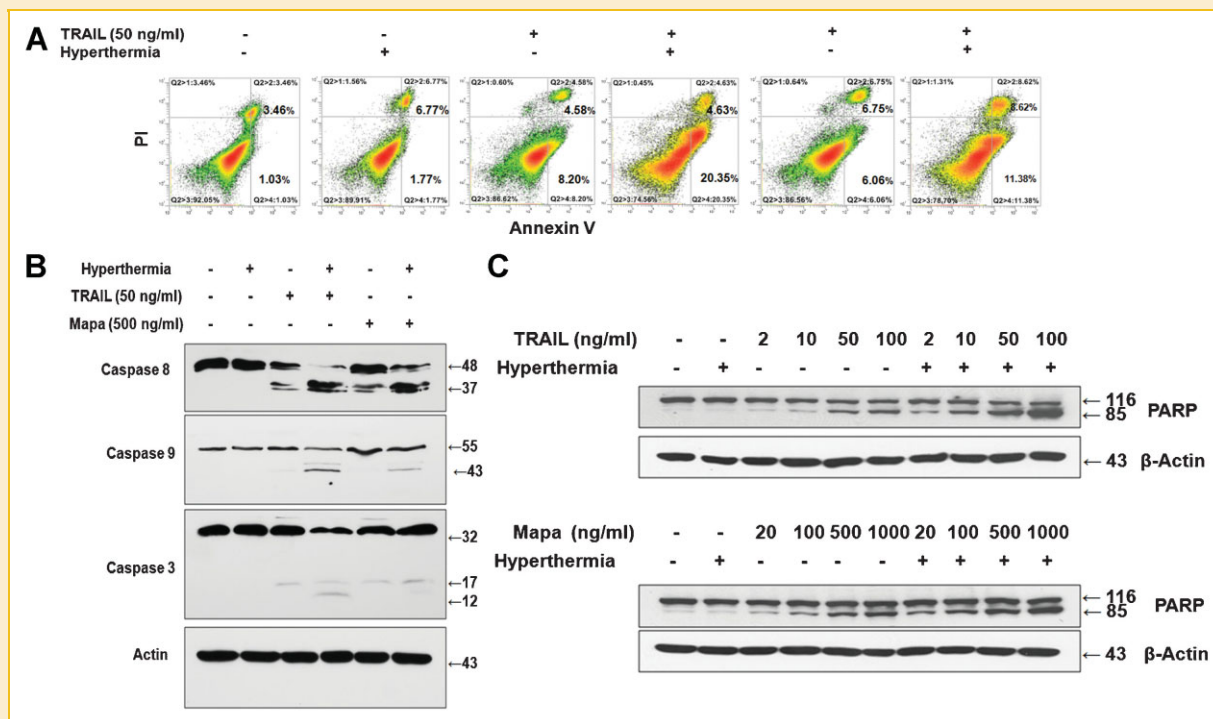 A
TRAIL (50 ng/ml) - - + + + +
Hyperthermia - + - + - +
Q2>1:3.46% Q2>2:3.46% Q2>1:1.56% Q2>2:6.77% Q2>1:0.60% Q2>2:4.58% Q2>1:0.45% Q2>2:4.63% Q2>1:0.64% Q2>2:6.75% Q2>1:1.31% Q2>2:8.62%
3.46% 6.77% 4.58% 4.63% 6.75% 8.62%
PI
1.03% 1.77% 8.20% 20.35% 6.06% 11.38%
Q2>3:92.05% Q2>4:1.03% Q2>3:89.91% Q2>4:1.77% Q2>3:86.62% Q2>4:8.20% Q2>3:74.56% Q2>4:20.35% Q2>3:86.56% Q2>4:6.06% Q2>3:78.70% Q2>4:11.38%
Annexin V
B
Hyperthermia - + - + - +
TRAIL (50 ng/ml) - - + + - -
Mapa (500 ng/ml) - - - - + +
Caspase 8
←48
←37
Caspase 9
←55
←43
Caspase 3
←32
←17
←12
Actin
←43
C
TRAIL (ng/ml) - - 2 10 50 100 2 10 50 100
Hyperthermia - + - - - - + + + +
← 116
← 85 PARP
← 43 β-Actin
Mapa (ng/ml) - - 20 100 500 1000 20 100 500 1000
Hyperthermia - + - - - - + + + +
← 116
← 85 PARP
← 43 β-Actin